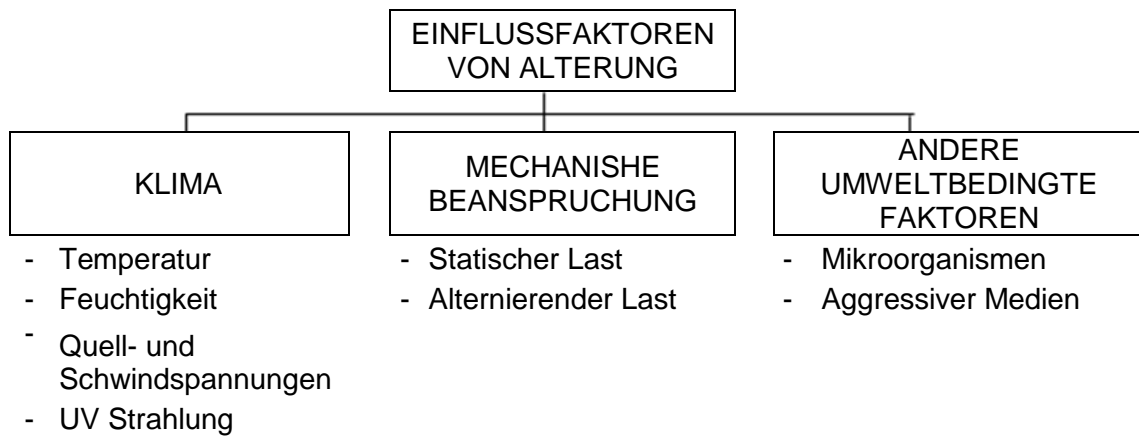 EINFLUSSFAKTOREN
VON ALTERUNG
KLIMA
- Temperatur
- Feuchtigkeit
- Quell- und
Schwindspannungen
- UV Strahlung
MECHANISHE
BEANSPRUCHUNG
- Statischer Last
- Alternierender Last
ANDERE
UMWELTBEDINGTE
FAKTOREN
- Mikroorganismen
- Aggressiver Medien